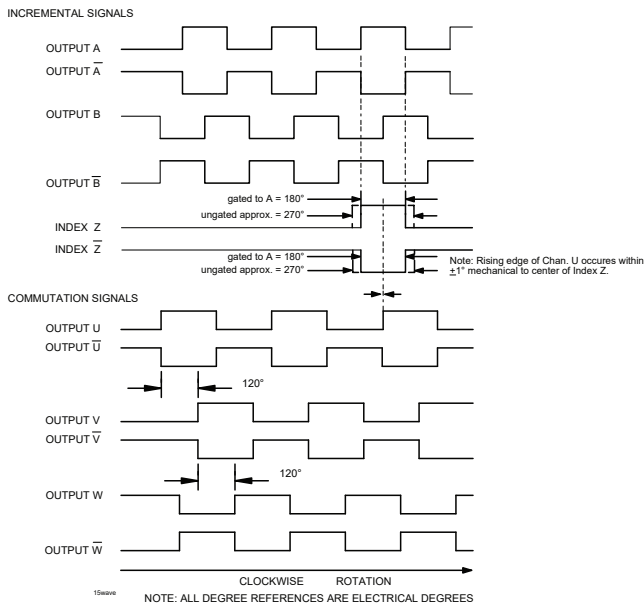 INCREMENTAL SIGNALS
OUTPUT A
OUTPUT A̅
OUTPUT B
OUTPUT B̅
gated to A = 180°
ungated approx. = 270°
INDEX Z
INDEX Z̅
gated to A = 180°
ungated approx. = 270°
Note: Rising edge of Chan. U occures within
±1° mechanical to center of Index Z.
COMMUTATION SIGNALS
OUTPUT U
OUTPUT U̅
120°
OUTPUT V
OUTPUT V̅
120°
OUTPUT W
OUTPUT W̅
CLOCKWISE ROTATION
15wave
NOTE: ALL DEGREE REFERENCES ARE ELECTRICAL DEGREES